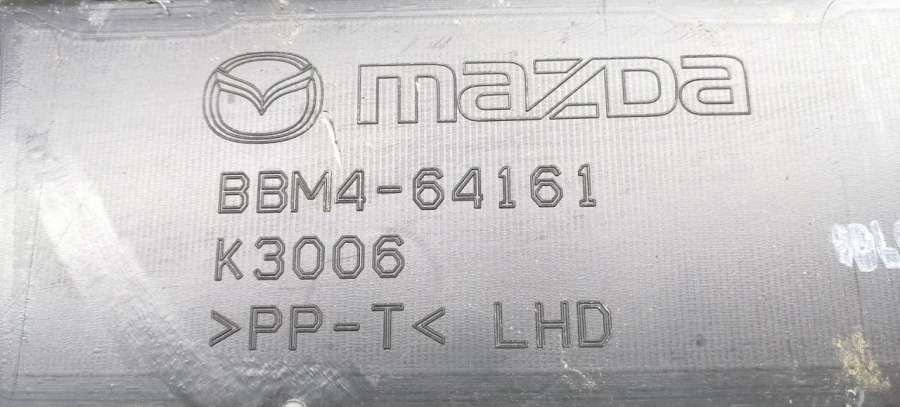 mazda
BBM4-64161
K3006
>PP-T< LHD